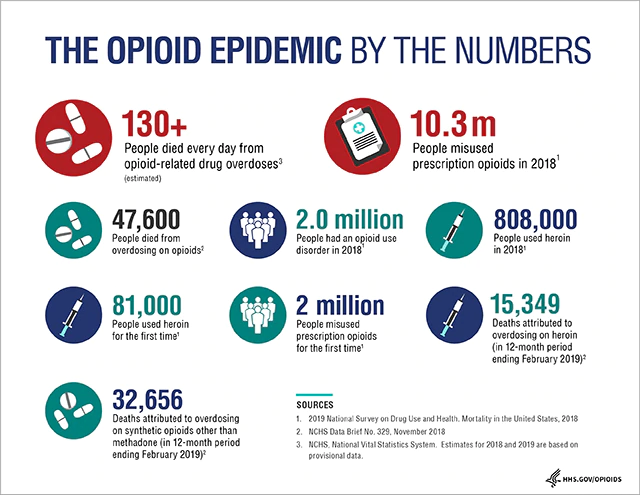 THE OPIOID EPIDEMIC BY THE NUMBERS
130+
People died every day from
opioid-related drug overdoses³
(estimated)
10.3 m
People misused
prescription opioids in 2018¹
47,600
People died from
overdosing on opioids²
2.0 million
People had an opioid use
disorder in 2018¹
808,000
People used heroin
in 2018¹
81,000
People used heroin
for the first time¹
2 million
People misused
prescription opioids
for the first time¹
15,349
Deaths attributed to
overdosing on heroin
(in 12-month period
ending February 2019)²
32,656
Deaths attributed to overdosing
on synthetic opioids other than
methadone (in 12-month period
ending February 2019)²
SOURCES
1. 2019 National Survey on Drug Use and Health. Mortality in the United States, 2018
2. NCHS Data Brief No. 329, November 2018
3. NCHS, National Vital Statistics System. Estimates for 2018 and 2019 are based on
provisional data.
HHS.GOV/OPIOIDS